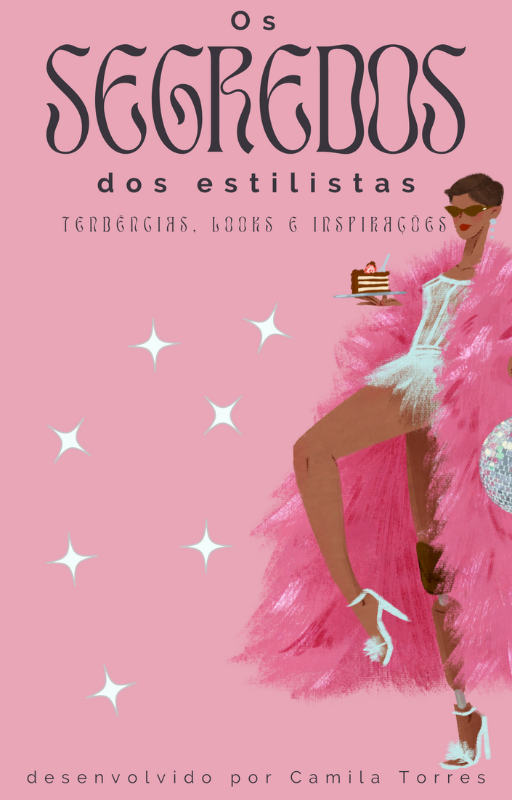 Os
SEGREDOS
dos estilistas
TENDÊNCIAS, LOOKS E INSPIRAÇÕES
desenvolvido por Camila Torres